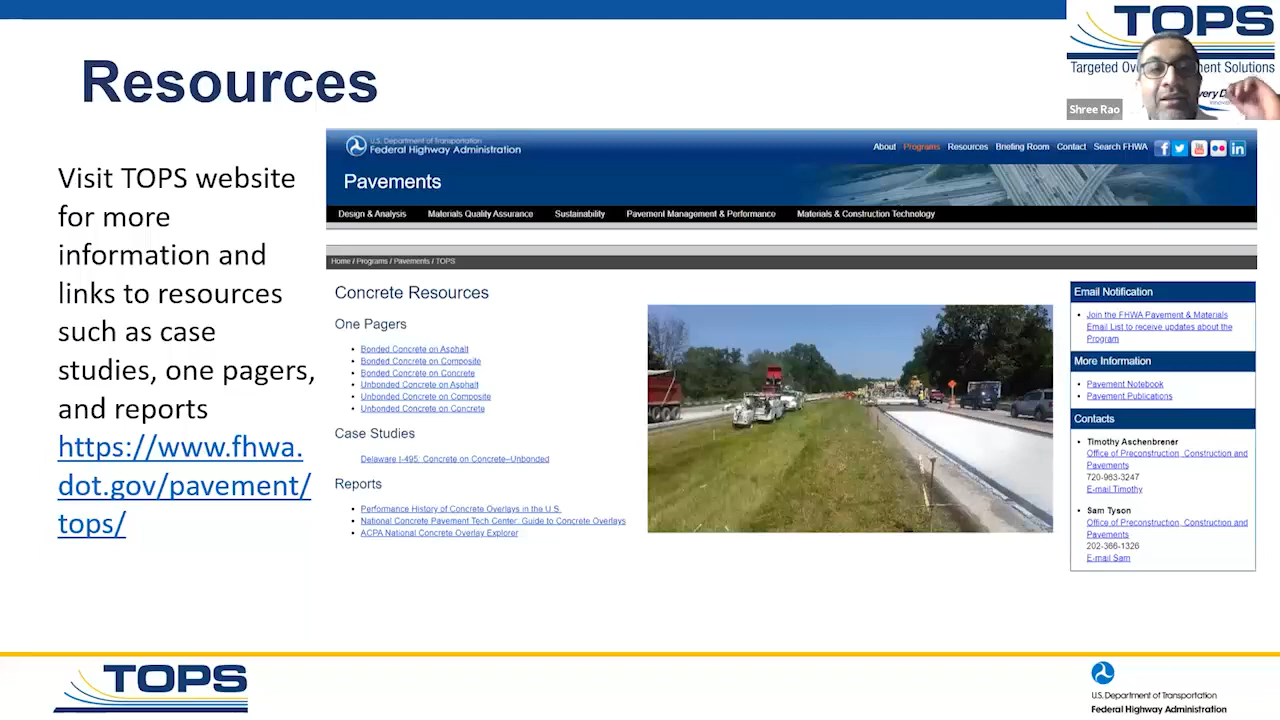 TOPS
Targeted Ov ment Solutions
Shree Rao
Resources
Visit TOPS website
for more
information and
links to resources
such as case
studies, one pagers,
and reports
https://www.fhwa.
dot.gov/pavement/
tops/
U.S. Department of Transportation
Federal Highway Administration
About Programs Resources Briefing Room Contact Search FHWA
Pavements
Design & Analysis Materials Quality Assurance Sustainability Pavement Management & Performance Materials & Construction Technology
Home / Programs / Pavements / TOPS
Concrete Resources
One Pagers
• Bonded Concrete on Asphalt
• Bonded Concrete on Composite
• Bonded Concrete on Concrete
• Unbonded Concrete on Asphalt
• Unbonded Concrete on Composite
• Unbonded Concrete on Concrete
Case Studies
Delaware I-495: Concrete on Concrete–Unbonded
Reports
• Performance History of Concrete Overlays in the U.S.
• National Concrete Pavement Tech Center: Guide to Concrete Overlays
• ACPA National Concrete Overlay Explorer
Email Notification
• Join the FHWA Pavement & Materials
Email List to receive updates about the
Program
More Information
• Pavement Notebook
• Pavement Publications
Contacts
• Timothy Aschenbrener
Office of Preconstruction, Construction and
Pavements
720-963-3247
E-mail Timothy
• Sam Tyson
Office of Preconstruction, Construction and
Pavements
202-366-1326
E-mail Sam
TOPS
U.S. Department of Transportation
Federal Highway Administration